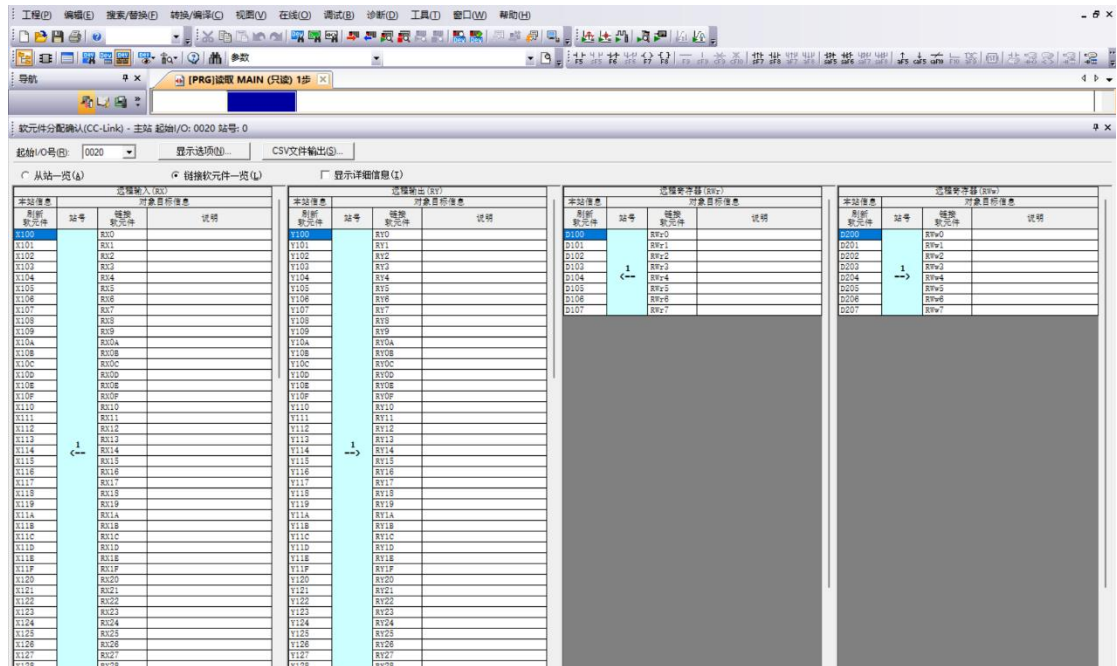 工程(P) 编辑(E) 搜索/替换(F) 转换/编译(C) 视图(V) 在线(O) 调试(B) 诊断(D) 工具(T) 窗口(W) 帮助(H)
参数
导航
[PRG]读取 MAIN (只读) 1步
软元件分配确认(CC-Link) - 主站 起始I/O: 0020 站号: 0
起始I/O号(R): 0020 显示选项(N)... CSV文件输出(S)...
从站一览(A) 链接软元件一览(L) 显示详细信息(I)
远程输入(RX) 远程输出(RY) 远程寄存器(RWr) 远程寄存器(RWw)
本站信息 对象目标信息 本站信息 对象目标信息 本站信息 对象目标信息 本站信息 对象目标信息
刷新软元件 站号 链接软元件 说明 刷新软元件 站号 链接软元件 说明 刷新软元件 站号 链接软元件 说明 刷新软元件 站号 链接软元件 说明
X100 RX0 Y100 RY0 D100 RWr0 D200 RWw0
X101 RX1 Y101 RY1 D101 RWr1 D201 RWw1
X102 RX2 Y102 RY2 D102 RWr2 D202 RWw2
X103 RX3 Y103 RY3 D103 1 RWr3 D203 1 RWw3
X104 RX4 Y104 RY4 D104 <-- RWr4 D204 --> RWw4
X105 RX5 Y105 RY5 D105 RWr5 D205 RWw5
X106 RX6 Y106 RY6 D106 RWr6 D206 RWw6
X107 RX7 Y107 RY7 D107 RWr7 D207 RWw7
X108 RX8 Y108 RY8
X109 RX9 Y109 RY9
X10A RX0A Y10A RY0A
X10B RX0B Y10B RY0B
X10C RX0C Y10C RY0C
X10D RX0D Y10D RY0D
X10E RX0E Y10E RY0E
X10F RX0F Y10F RY0F
X110 RX10 Y110 RY10
X111 RX11 Y111 RY11
X112 RX12 Y112 RY12
X113 1 RX13 Y113 1 RY13
X114 <-- RX14 Y114 --> RY14
X115 RX15 Y115 RY15
X116 RX16 Y116 RY16
X117 RX17 Y117 RY17
X118 RX18 Y118 RY18
X119 RX19 Y119 RY19
X11A RX1A Y11A RY1A
X11B RX1B Y11B RY1B
X11C RX1C Y11C RY1C
X11D RX1D Y11D RY1D
X11E RX1E Y11E RY1E
X11F RX1F Y11F RY1F
X120 RX20 Y120 RY20
X121 RX21 Y121 RY21
X122 RX22 Y122 RY22
X123 RX23 Y123 RY23
X124 RX24 Y124 RY24
X125 RX25 Y125 RY25
X126 RX26 Y126 RY26
X127 RX27 Y127 RY27